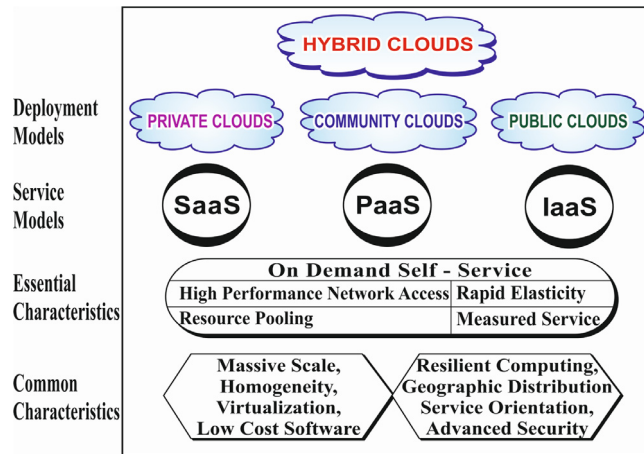 HYBRID CLOUDS
Deployment
Models
PRIVATE CLOUDS
COMMUNITY CLOUDS
PUBLIC CLOUDS
Service
Models
SaaS
PaaS
IaaS
Essential
Characteristics
On Demand Self - Service
High Performance Network Access
Rapid Elasticity
Resource Pooling
Measured Service
Common
Characteristics
Massive Scale,
Homogeneity,
Virtualization,
Low Cost Software
Resilient Computing,
Geographic Distribution
Service Orientation,
Advanced Security